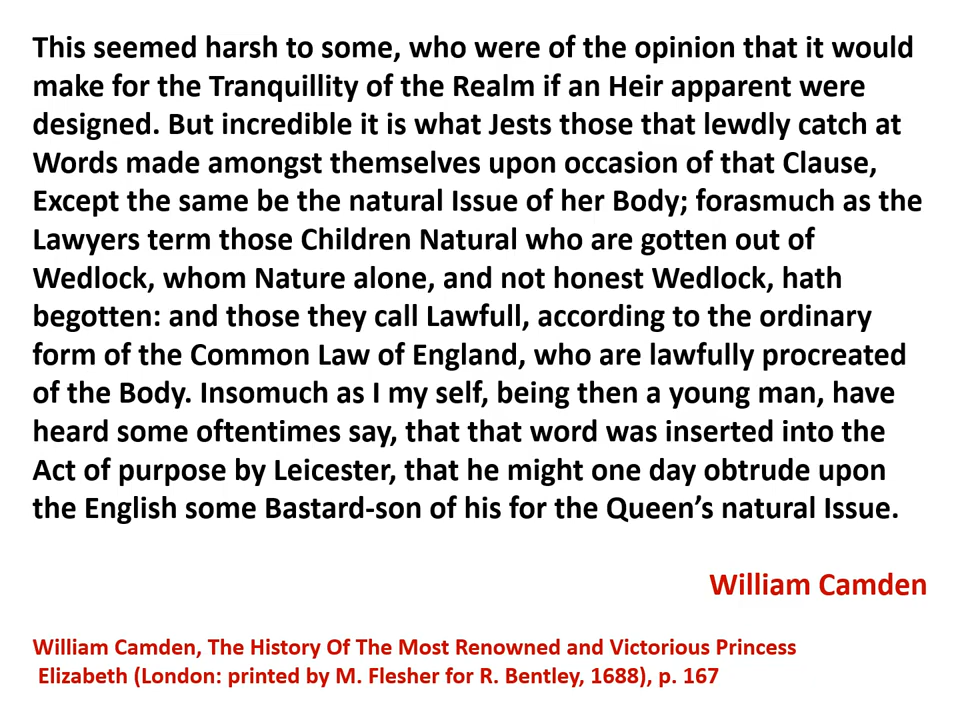 This seemed harsh to some, who were of the opinion that it would
make for the Tranquillity of the Realm if an Heir apparent were
designed. But incredible it is what Jests those that lewdly catch at
Words made amongst themselves upon occasion of that Clause,
Except the same be the natural Issue of her Body; forasmuch as the
Lawyers term those Children Natural who are gotten out of
Wedlock, whom Nature alone, and not honest Wedlock, hath
begotten: and those they call Lawfull, according to the ordinary
form of the Common Law of England, who are lawfully procreated
of the Body. Insomuch as I my self, being then a young man, have
heard some oftentimes say, that that word was inserted into the
Act of purpose by Leicester, that he might one day obtrude upon
the English some Bastard-son of his for the Queen’s natural Issue.
William Camden
William Camden, The History Of The Most Renowned and Victorious Princess
Elizabeth (London: printed by M. Flesher for R. Bentley, 1688), p. 167